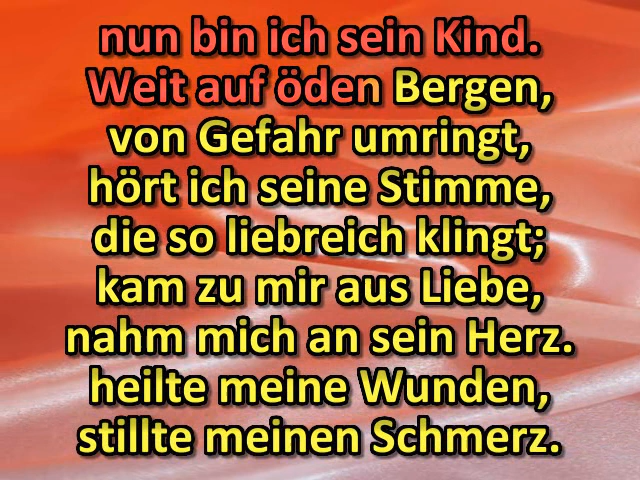 nun bin ich sein Kind.
Weit auf öden Bergen,
von Gefahr umringt,
hört ich seine Stimme,
die so liebreich klingt;
kam zu mir aus Liebe,
nahm mich an sein Herz.
heilte meine Wunden,
stillte meinen Schmerz.